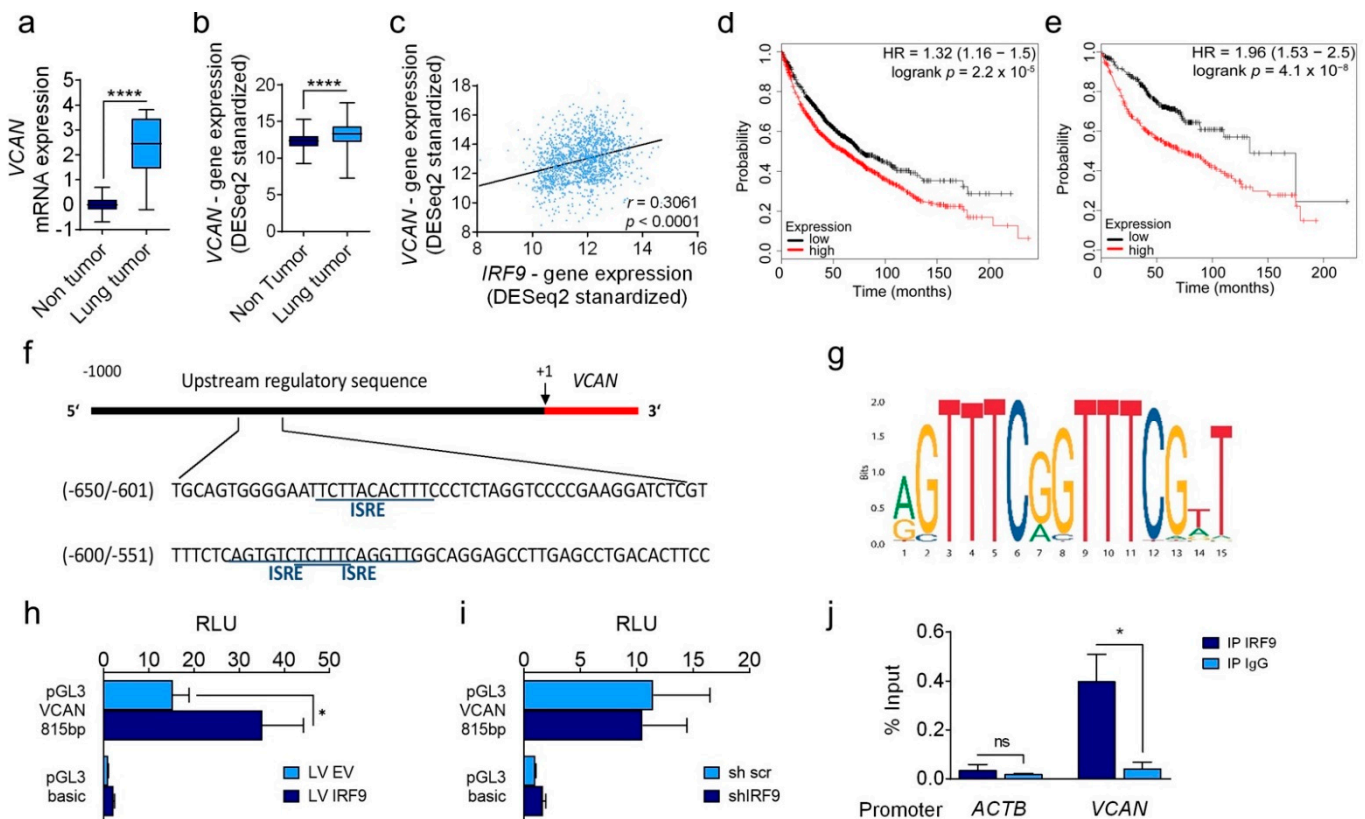 a
VCAN
mRNA expression
5
4
3
2
1
0
-1
****
Non tumor
Lung tumor
b
VCAN - gene expression
(DESeq2 stanardized)
20
15
10
5
0
****
Non Tumor
Lung tumor
c
VCAN - gene expression
(DESeq2 stanardized)
18
16
14
12
10
8
r = 0.3061
p < 0.0001
8 10 12 14 16
IRF9 - gene expression
(DESeq2 stanardized)
d
Probability
1.0
0.8
0.6
0.4
0.2
0.0
HR = 1.32 (1.16 – 1.5)
logrank p = 2.2 x 10⁻⁵
Expression
low
high
0 50 100 150 200
Time (months)
e
Probability
1.0
0.8
0.6
0.4
0.2
0.0
HR = 1.96 (1.53 – 2.5)
logrank p = 4.1 x 10⁻⁸
Expression
low
high
0 50 100 150 200
Time (months)
f
-1000 Upstream regulatory sequence +1 VCAN
5‘ 3‘
(-650/-601) TGCAGTGGGGAATTCTTACACTTTCCCTCTAGGTCCCCGAAGGATCTCGT
ISRE
(-600/-551) TTTCTCAGTGTCTCTTTCAGGTTGGCAGGAGCCTTGAGCCTGACACTTCC
ISRE ISRE
g
Bits
2.0
1.5
1.0
0.5
0.0
AGTTTCGGTTTCGTT
G C A C A A
1 2 3 4 5 6 7 8 9 10 11 12 13 14 15
h
RLU
0 10 20 30 40 50
pGL3
VCAN
815bp
*
pGL3
basic
LV EV
LV IRF9
i
RLU
0 5 10 15 20
pGL3
VCAN
815bp
pGL3
basic
sh scr
shIRF9
j
% Input
0.6
0.4
0.2
0.0
ns
*
IP IRF9
IP IgG
Promoter ACTB VCAN